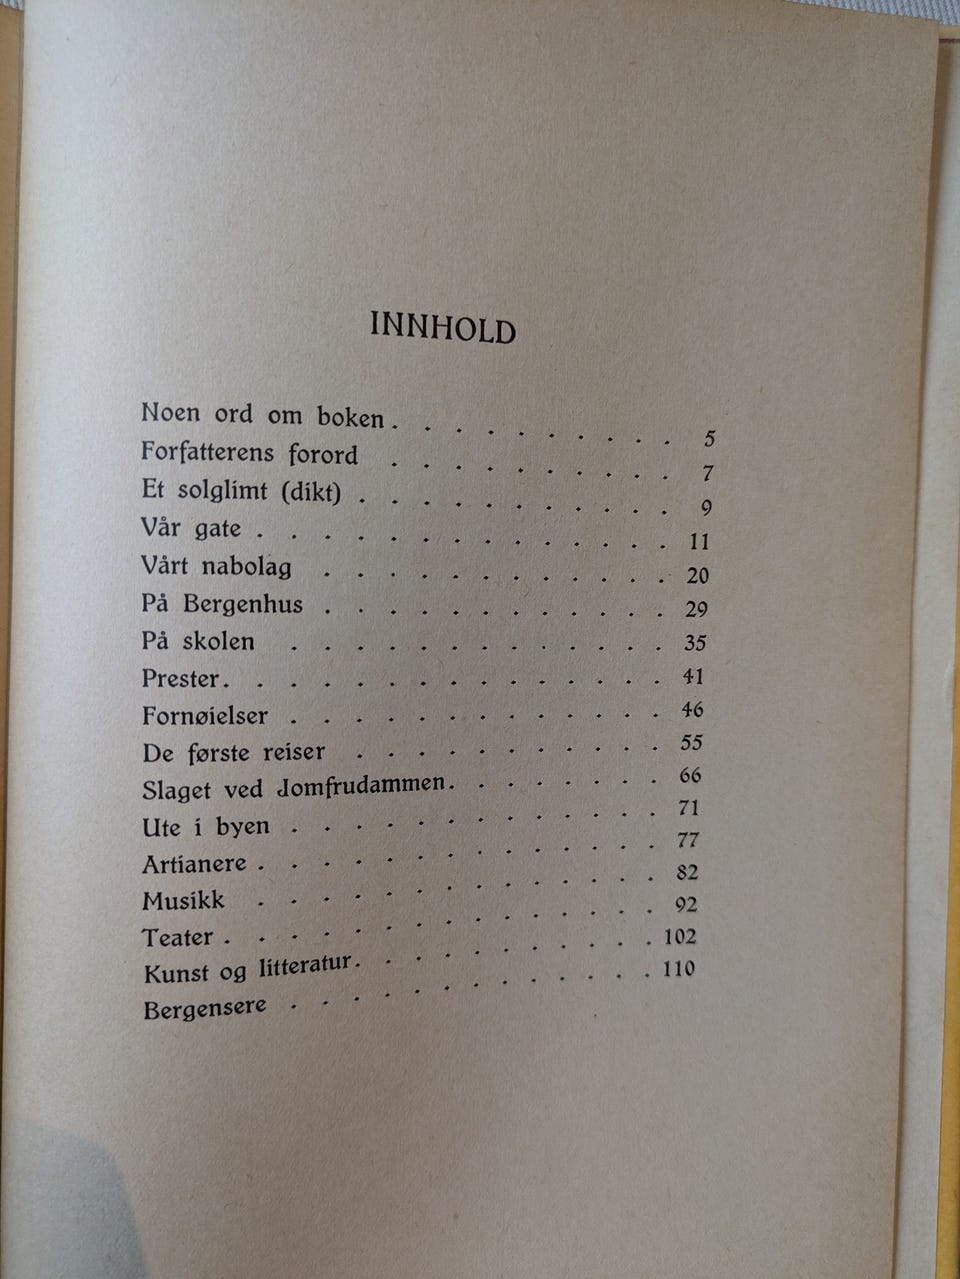 INNHOLD
Noen ord om boken . . . . . . . . . . 5
Forfatterens forord . . . . . . . . . . 7
Et solglimt (dikt) . . . . . . . . . . 9
Vår gate . . . . . . . . . . . . . 11
Vårt nabolag . . . . . . . . . . . 20
På Bergenhus . . . . . . . . . . . 29
På skolen . . . . . . . . . . . . 35
Prester . . . . . . . . . . . . . . 41
Fornøielser . . . . . . . . . . . . 46
De første reiser . . . . . . . . . . 55
Slaget ved Jomfrudammen . . . . . . . 66
Ute i byen . . . . . . . . . . . . 71
Artianere . . . . . . . . . . . . . 77
Musikk . . . . . . . . . . . . . 82
Teater . . . . . . . . . . . . . . 92
Kunst og litteratur . . . . . . . . . . 102
Bergensere . . . . . . . . . . . . 110